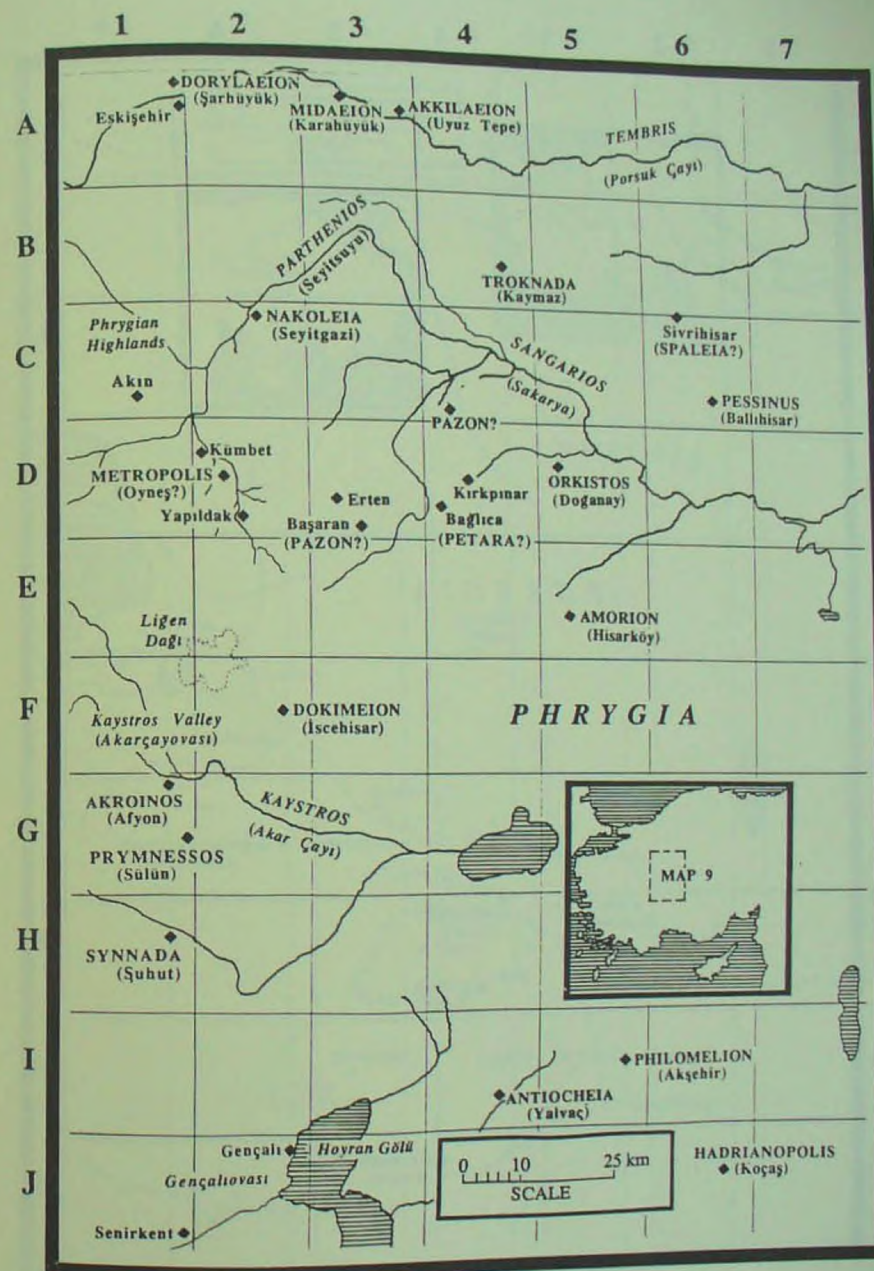 1 2 3 4 5 6 7
A
DORYLAEION
(Şarhüyük)
Eskişehir
MIDAEION
(Karahüyük)
AKKILAEION
(Uyuz Tepe)
TEMBRIS
(Porsuk Çayı)
B
PARTHENIOS
(Seyitsuyu)
TROKNADA
(Kaymaz)
C
Phrygian
Highlands
NAKOLEIA
(Seyitgazi)
SANGARIOS
(Sakarya)
Sivrihisar
(SPALEIA?)
Akın
PAZON?
PESSINUS
(Ballıhisar)
D
Kümbet
METROPOLIS
(Oyneş?)
Yapıldak
Erten
Başaran
(PAZON?)
Kırkpınar
Bağlıca
(PETARA?)
ORKISTOS
(Doğanay)
E
Liğen
Dağı
AMORION
(Hisarköy)
F
Kaystros Valley
(Akarçayovası)
DOKIMEION
(İscehisar)
PHRYGIA
G
AKROINOS
(Afyon)
KAYSTROS
(Akar Çayı)
PRYMNESSOS
(Sülün)
MAP 9
H
SYNNADA
(Şuhut)
I
PHILOMELION
(Akşehir)
ANTIOCHEIA
(Yalvaç)
J
Gençali
Hoyran Gölü
Gençaliovası
Senirkent
0 10 25 km
SCALE
HADRIANOPOLIS
(Koçaş)